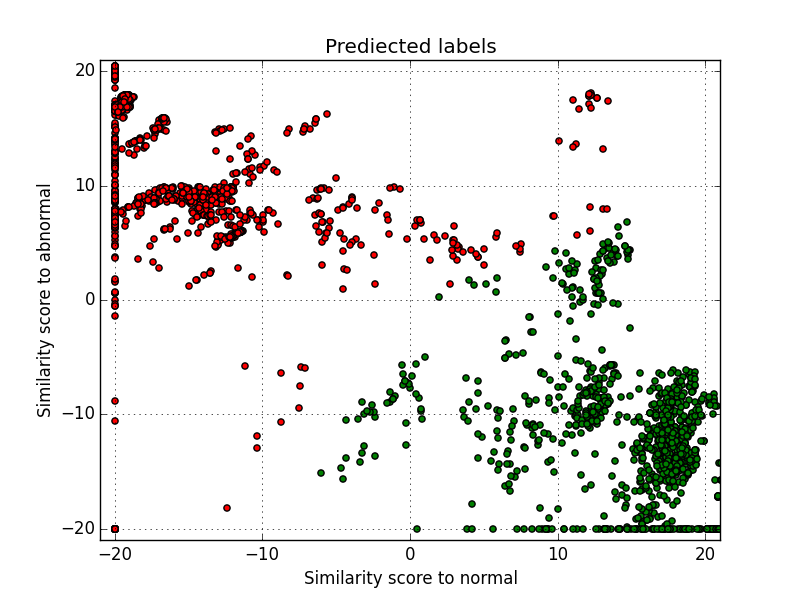 Prediected labels
20
10
0
−10
−20
Similarity score to abnormal
−20 −10 0 10 20
Similarity score to normal